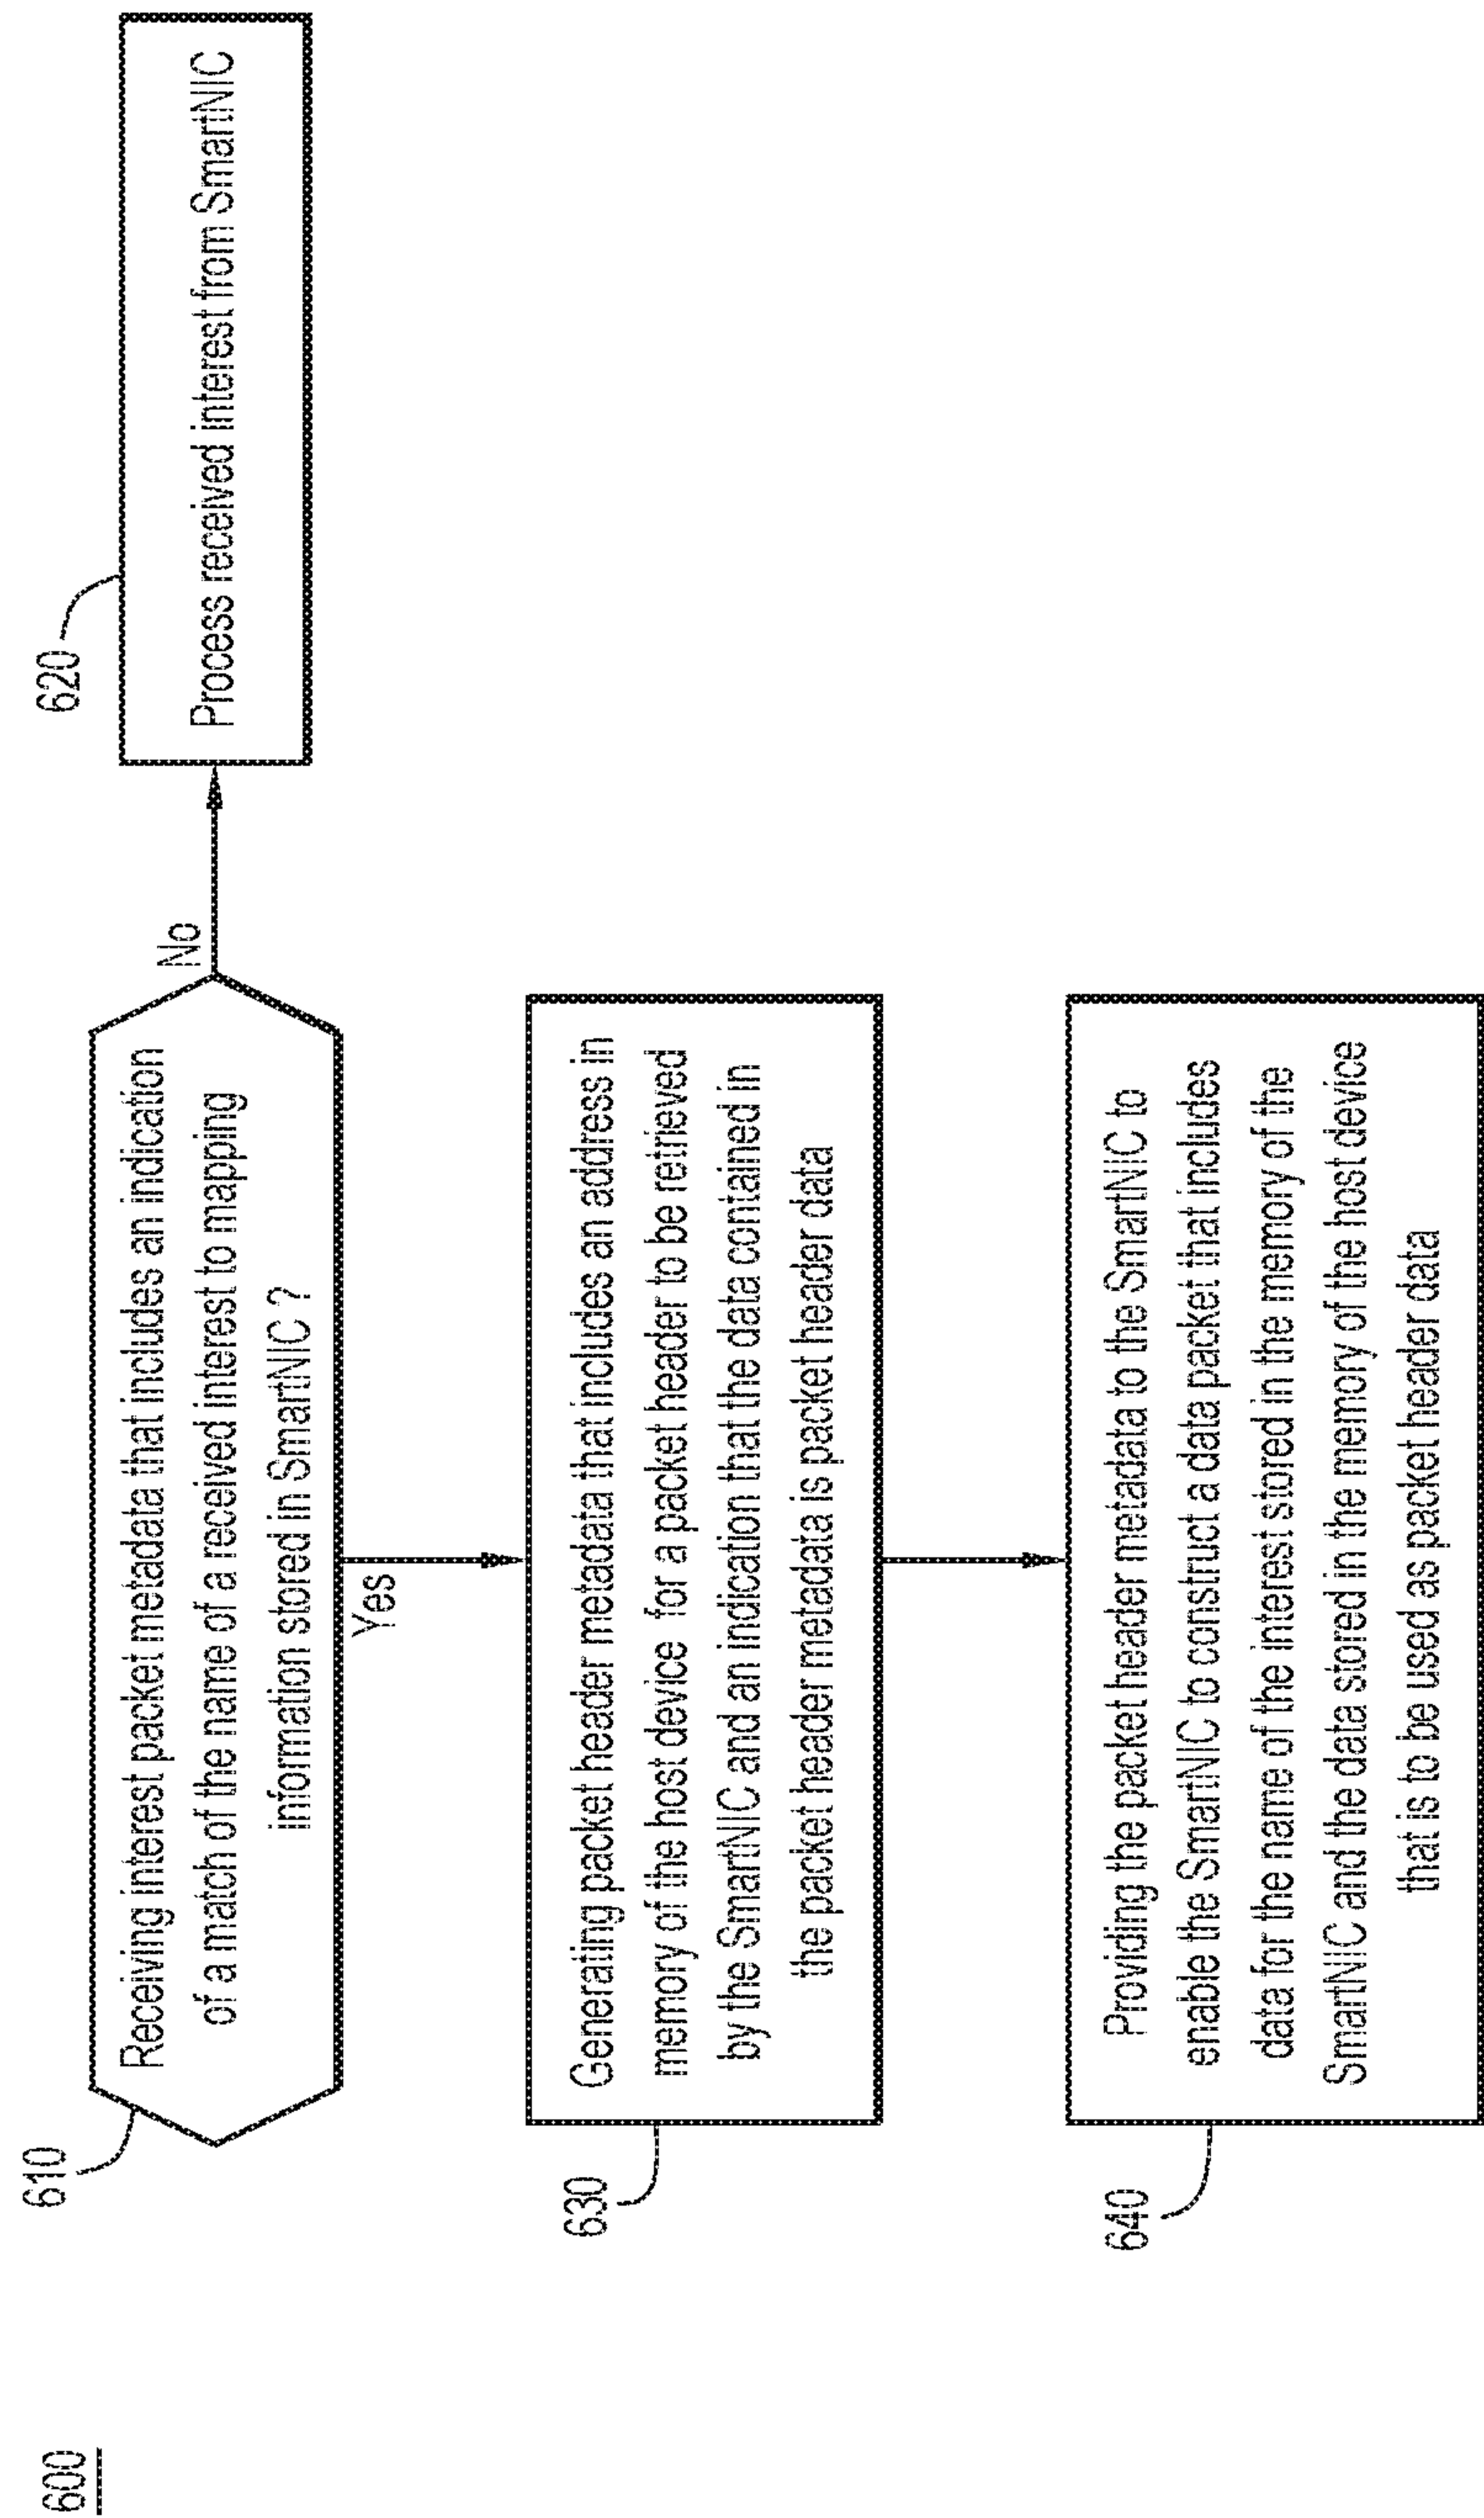 600
610
Receiving interest packet metadata that includes an indication
of a match of the name of a received interest to mapping
information stored in SmartNIC ?
No
620
Process received interest from SmartNIC
Yes
630
Generating packet header metadata that includes an address in
memory of the host device for a packet header to be retrieved
by the SmartNIC and an indication that the data contained in
the packet header metadata is packet header data
640
Providing the packet header metadata to the SmartNIC to
enable the SmartNIC to construct a data packet that includes
data for the name of the interest stored in the memory of the
SmartNIC and the data stored in the memory of the host device
that is to be used as packet header data